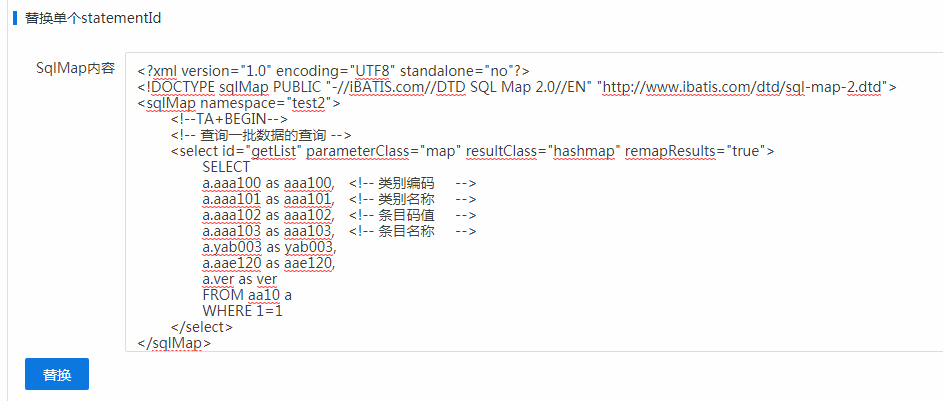 替换单个statementId
SqlMap内容
<?xml version="1.0" encoding="UTF8" standalone="no"?>
<!DOCTYPE sqlMap PUBLIC "-//iBATIS.com//DTD SQL Map 2.0//EN" "http://www.ibatis.com/dtd/sql-map-2.dtd">
<sqlMap namespace="test2">
<!--TA+BEGIN-->
<!-- 查询一批数据的查询 -->
<select id="getList" parameterClass="map" resultClass="hashmap" remapResults="true">
SELECT
a.aaa100 as aaa100, <!-- 类别编码 -->
a.aaa101 as aaa101, <!-- 类别名称 -->
a.aaa102 as aaa102, <!-- 条目码值 -->
a.aaa103 as aaa103, <!-- 条目名称 -->
a.yab003 as yab003,
a.aae120 as aae120,
a.ver as ver
FROM aa10 a
WHERE 1=1
</select>
</sqlMap>
替换